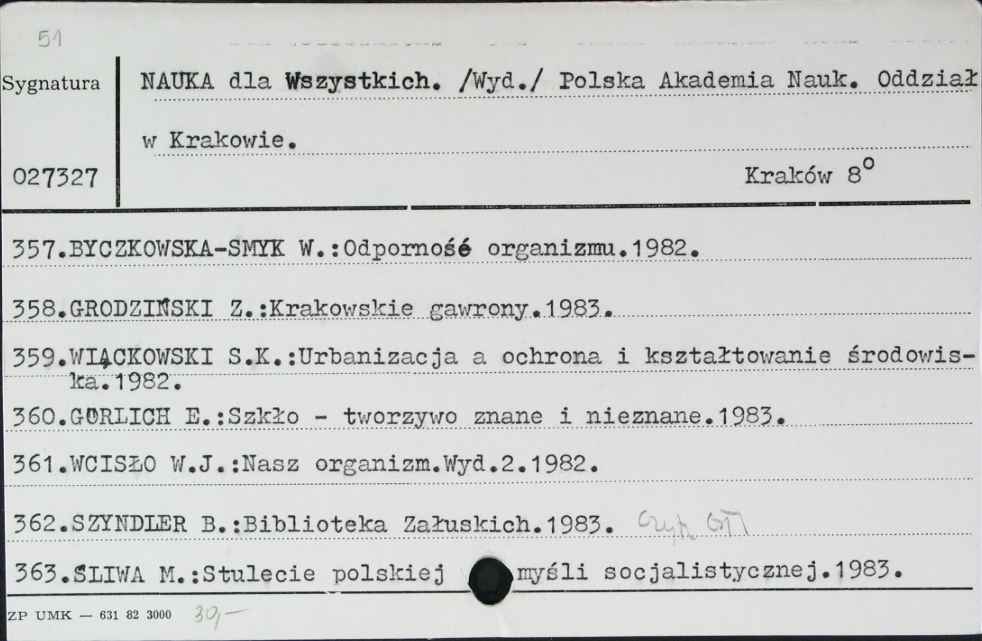 51
Sygnatura
NAUKA dla Wszystkich. /Wyd./ Polska Akademia Nauk. Oddział
w Krakowie.
027327
Kraków 8°
357.BYCZKOWSKA-SMYK W.:Odporność organizmu.1982.
358.GRODZIŃSKI Z.:Krakowskie gawrony.1983.
359.WIĄCKOWSKI S.K.:Urbanizacja a ochrona i kształtowanie środowis-
ka.1982.
360.GÖRLICH E.:Szkło - tworzywo znane i nieznane.1983.
361.WCISŁO W.J.:Nasz organizm.Wyd.2.1982.
362.SZYNDLER B.:Biblioteka Załuskich.1983.
363.ŚLIWA M.:Stulecie polskiej myśli socjalistycznej.1983.
ZP UMK — 631 82 3000
30,-